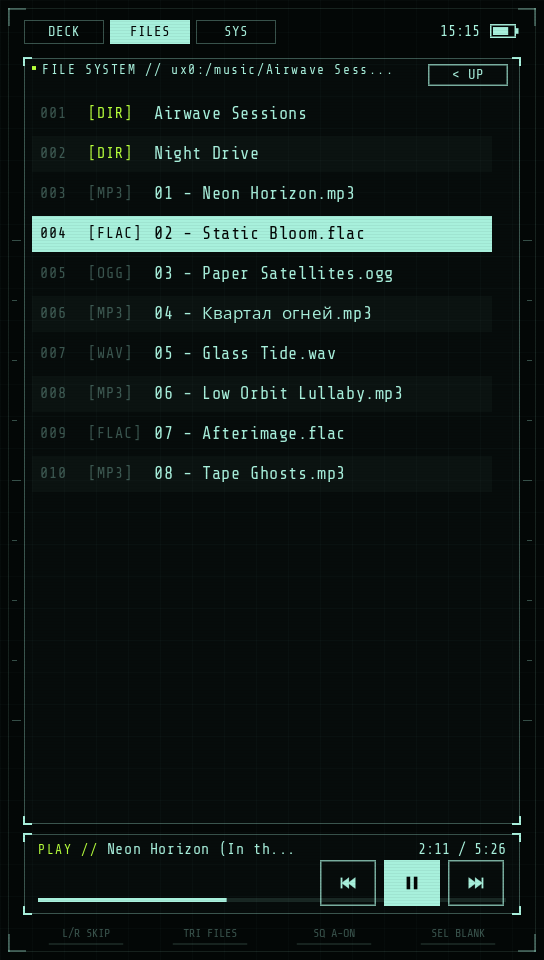 DECK FILES SYS 15:15
FILE SYSTEM // ux0:/music/Airwave Sess... < UP
001 [DIR] Airwave Sessions
002 [DIR] Night Drive
003 [MP3] 01 - Neon Horizon.mp3
004 [FLAC] 02 - Static Bloom.flac
005 [OGG] 03 - Paper Satellites.ogg
006 [MP3] 04 - Квартал огней.mp3
007 [WAV] 05 - Glass Tide.wav
008 [MP3] 06 - Low Orbit Lullaby.mp3
009 [FLAC] 07 - Afterimage.flac
010 [MP3] 08 - Tape Ghosts.mp3
PLAY // Neon Horizon (In th... 2:11 / 5:26
L/R SKIP TRI FILES SQ A-ON SEL BLANK